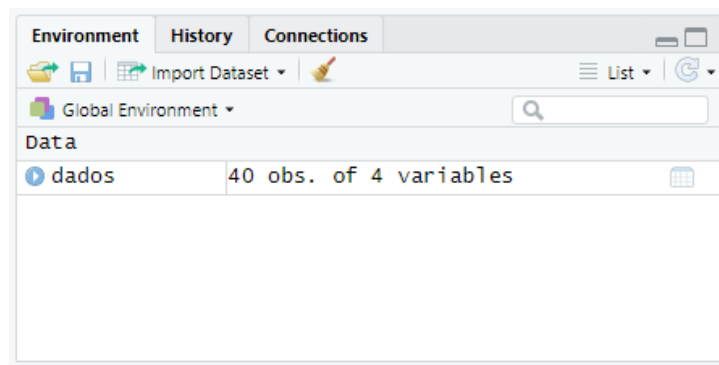 Environment History Connections
Import Dataset List
Global Environment
Data
dados 40 obs. of 4 variables